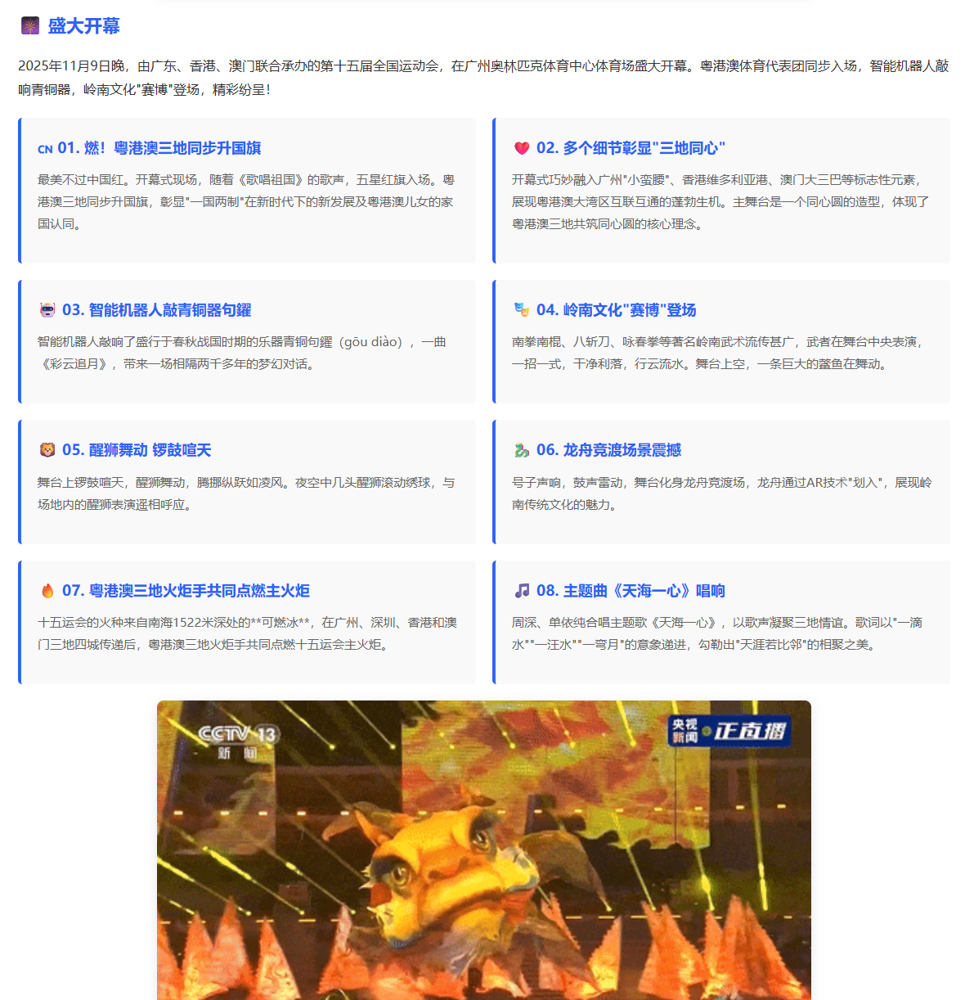 盛大开幕
2025年11月9日晚，由广东、香港、澳门联合承办的第十五届全国运动会，在广州奥林匹克体育中心体育场盛大开幕。粤港澳体育代表团同步入场，智能机器人敲
响青铜器，岭南文化"赛博"登场，精彩纷呈！
CN 01. 燃！粤港澳三地同步升国旗
最美不过中国红。开幕式现场，随着《歌唱祖国》的歌声，五星红旗入场。粤
港澳三地同步升国旗，彰显"一国两制"在新时代下的新发展及粤港澳儿女的家
国认同。
02. 多个细节彰显"三地同心"
开幕式巧妙融入广州"小蛮腰"、香港维多利亚港、澳门大三巴等标志性元素，
展现粤港澳大湾区互联互通的蓬勃生机。主舞台是一个同心圆的造型，体现了
粤港澳三地共筑同心圆的核心理念。
03. 智能机器人敲青铜器句鑃
智能机器人敲响了盛行于春秋战国时期的乐器青铜句鑃（gōu diào），一曲
《彩云追月》，带来一场相隔两千多年的梦幻对话。
04. 岭南文化"赛博"登场
南拳南棍、八斩刀、咏春拳等著名岭南武术流传甚广，武者在舞台中央表演，
一招一式，干净利落，行云流水。舞台上空，一条巨大的鳌鱼在舞动。
05. 醒狮舞动 锣鼓喧天
舞台上锣鼓喧天，醒狮舞动，腾挪纵跃如凌风。夜空中几头醒狮滚动绣球，与
场地内的醒狮表演遥相呼应。
06. 龙舟竞渡场景震撼
号子声响，鼓声雷动，舞台化身龙舟竞渡场，龙舟通过AR技术"划入"，展现岭
南传统文化的魅力。
07. 粤港澳三地火炬手共同点燃主火炬
十五运会的火种来自南海1522米深处的**可燃冰**，在广州、深圳、香港和澳
门三地四城传递后，粤港澳三地火炬手共同点燃十五运会主火炬。
08. 主题曲《天海一心》唱响
周深、单依纯合唱主题歌《天海一心》，以歌声凝聚三地情谊。歌词以"一滴
水""一汪水""一弯月"的意象递进，勾勒出"天涯若比邻"的相聚之美。
CCTV 13
新闻
央视
新闻
正直播